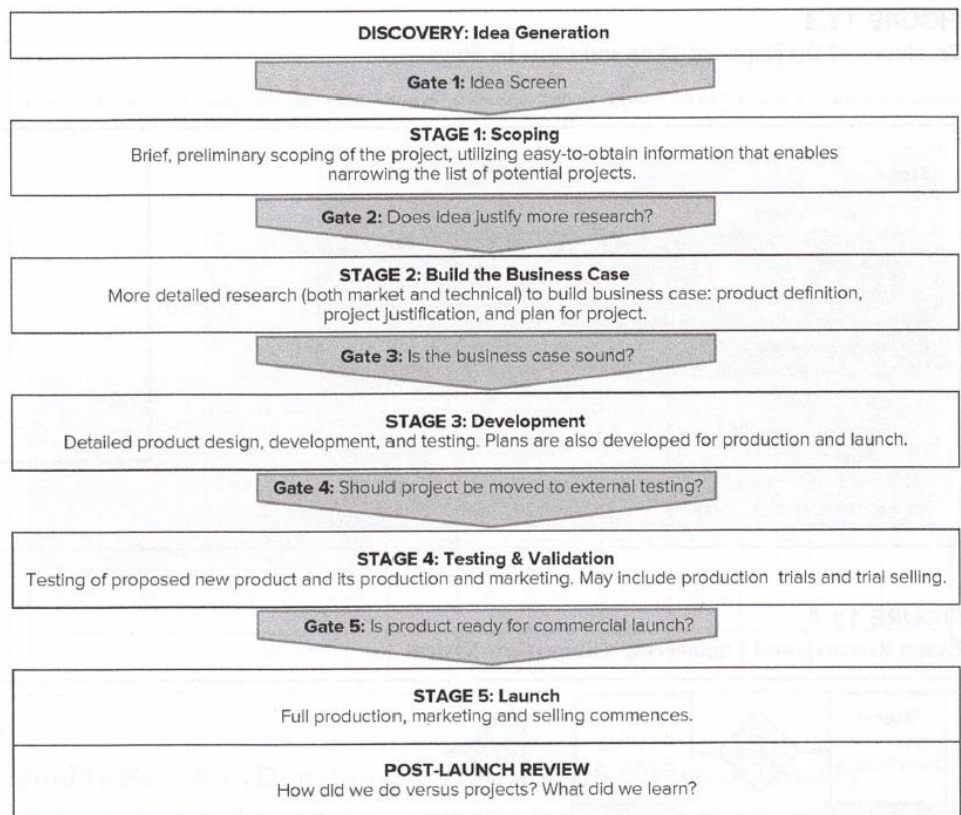 DISCOVERY: Idea Generation
Gate 1: Idea Screen
STAGE 1: Scoping
Brief, preliminary scoping of the project, utilizing easy-to-obtain information that enables
narrowing the list of potential projects.
Gate 2: Does idea justify more research?
STAGE 2: Build the Business Case
More detailed research (both market and technical) to build business case: product definition,
project justification, and plan for project.
Gate 3: Is the business case sound?
STAGE 3: Development
Detailed product design, development, and testing. Plans are also developed for production and launch.
Gate 4: Should project be moved to external testing?
STAGE 4: Testing & Validation
Testing of proposed new product and its production and marketing. May include production trials and trial selling.
Gate 5: Is product ready for commercial launch?
STAGE 5: Launch
Full production, marketing and selling commences.
POST-LAUNCH REVIEW
How did we do versus projects? What did we learn?